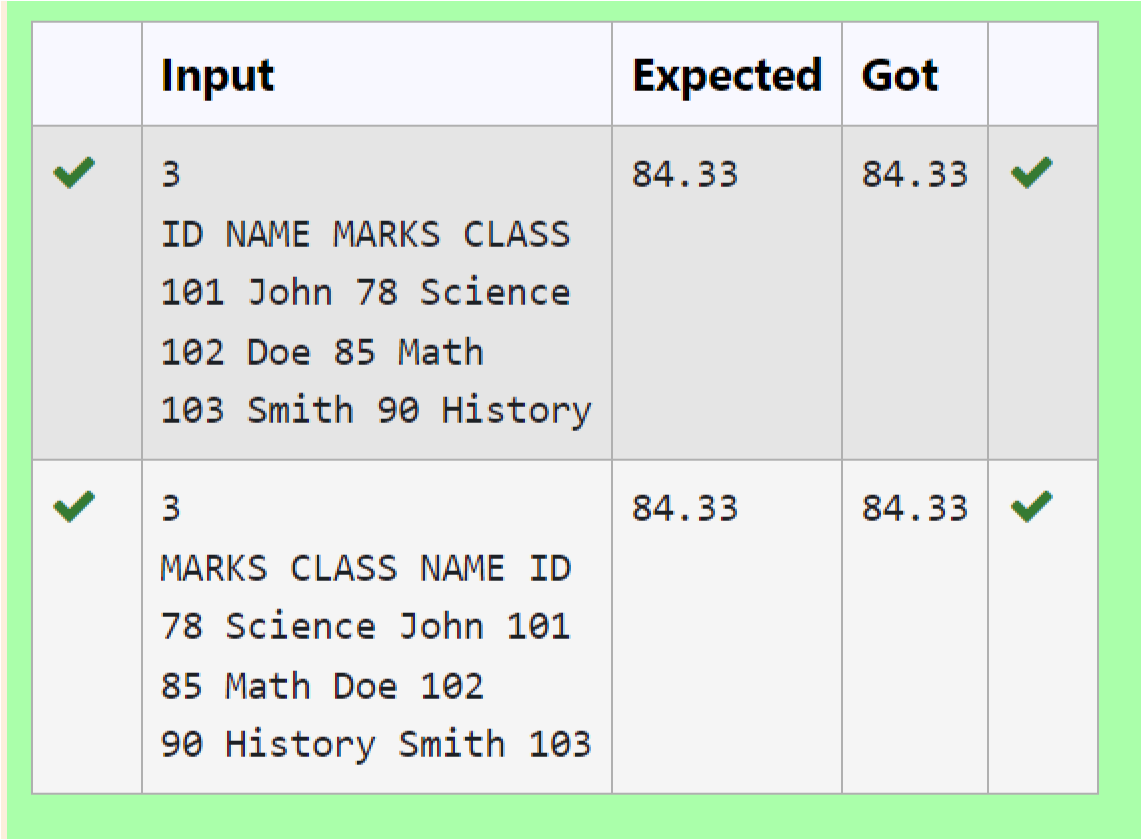 Input Expected Got
3 84.33 84.33
ID NAME MARKS CLASS
101 John 78 Science
102 Doe 85 Math
103 Smith 90 History
3 84.33 84.33
MARKS CLASS NAME ID
78 Science John 101
85 Math Doe 102
90 History Smith 103